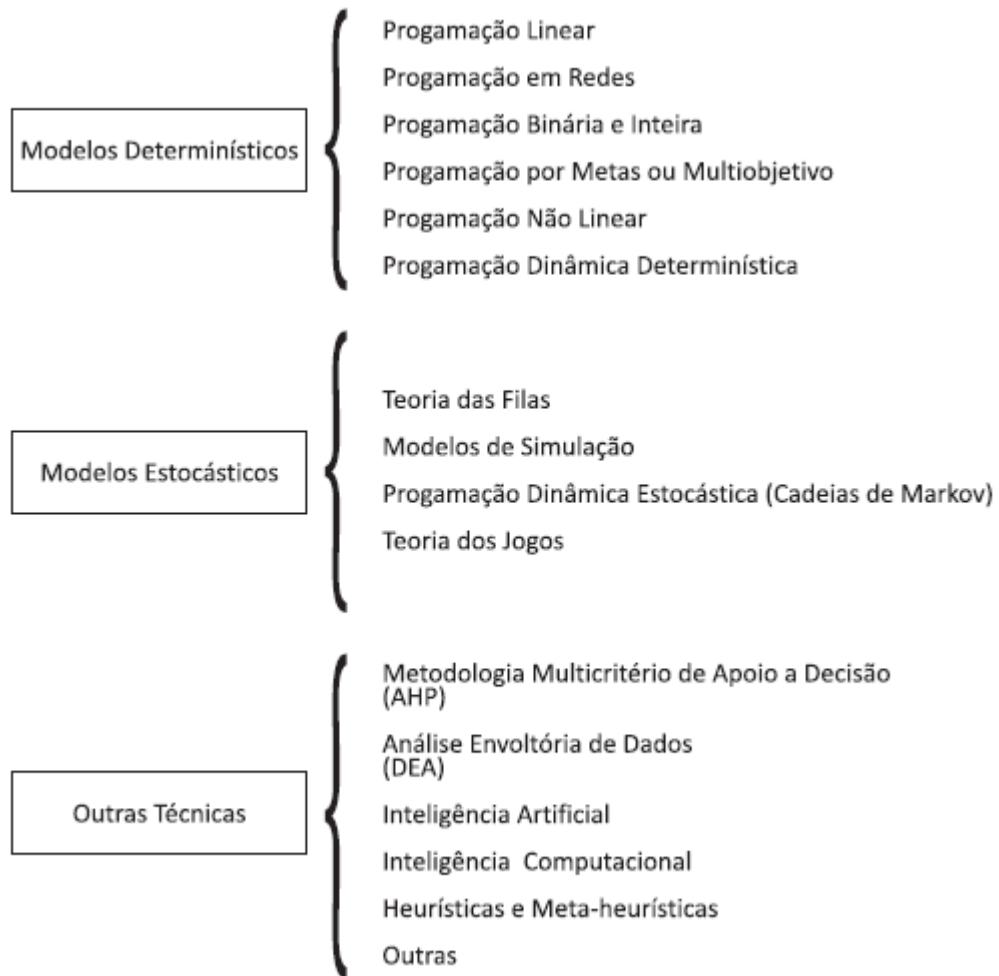 Modelos Determinísticos
Progamação Linear
Progamação em Redes
Progamação Binária e Inteira
Progamação por Metas ou Multiobjetivo
Progamação Não Linear
Progamação Dinâmica Determinística
Modelos Estocásticos
Teoria das Filas
Modelos de Simulação
Progamação Dinâmica Estocástica (Cadeias de Markov)
Teoria dos Jogos
Outras Técnicas
Metodologia Multicritério de Apoio a Decisão
(AHP)
Análise Envoltória de Dados
(DEA)
Inteligência Artificial
Inteligência Computacional
Heurísticas e Meta-heurísticas
Outras